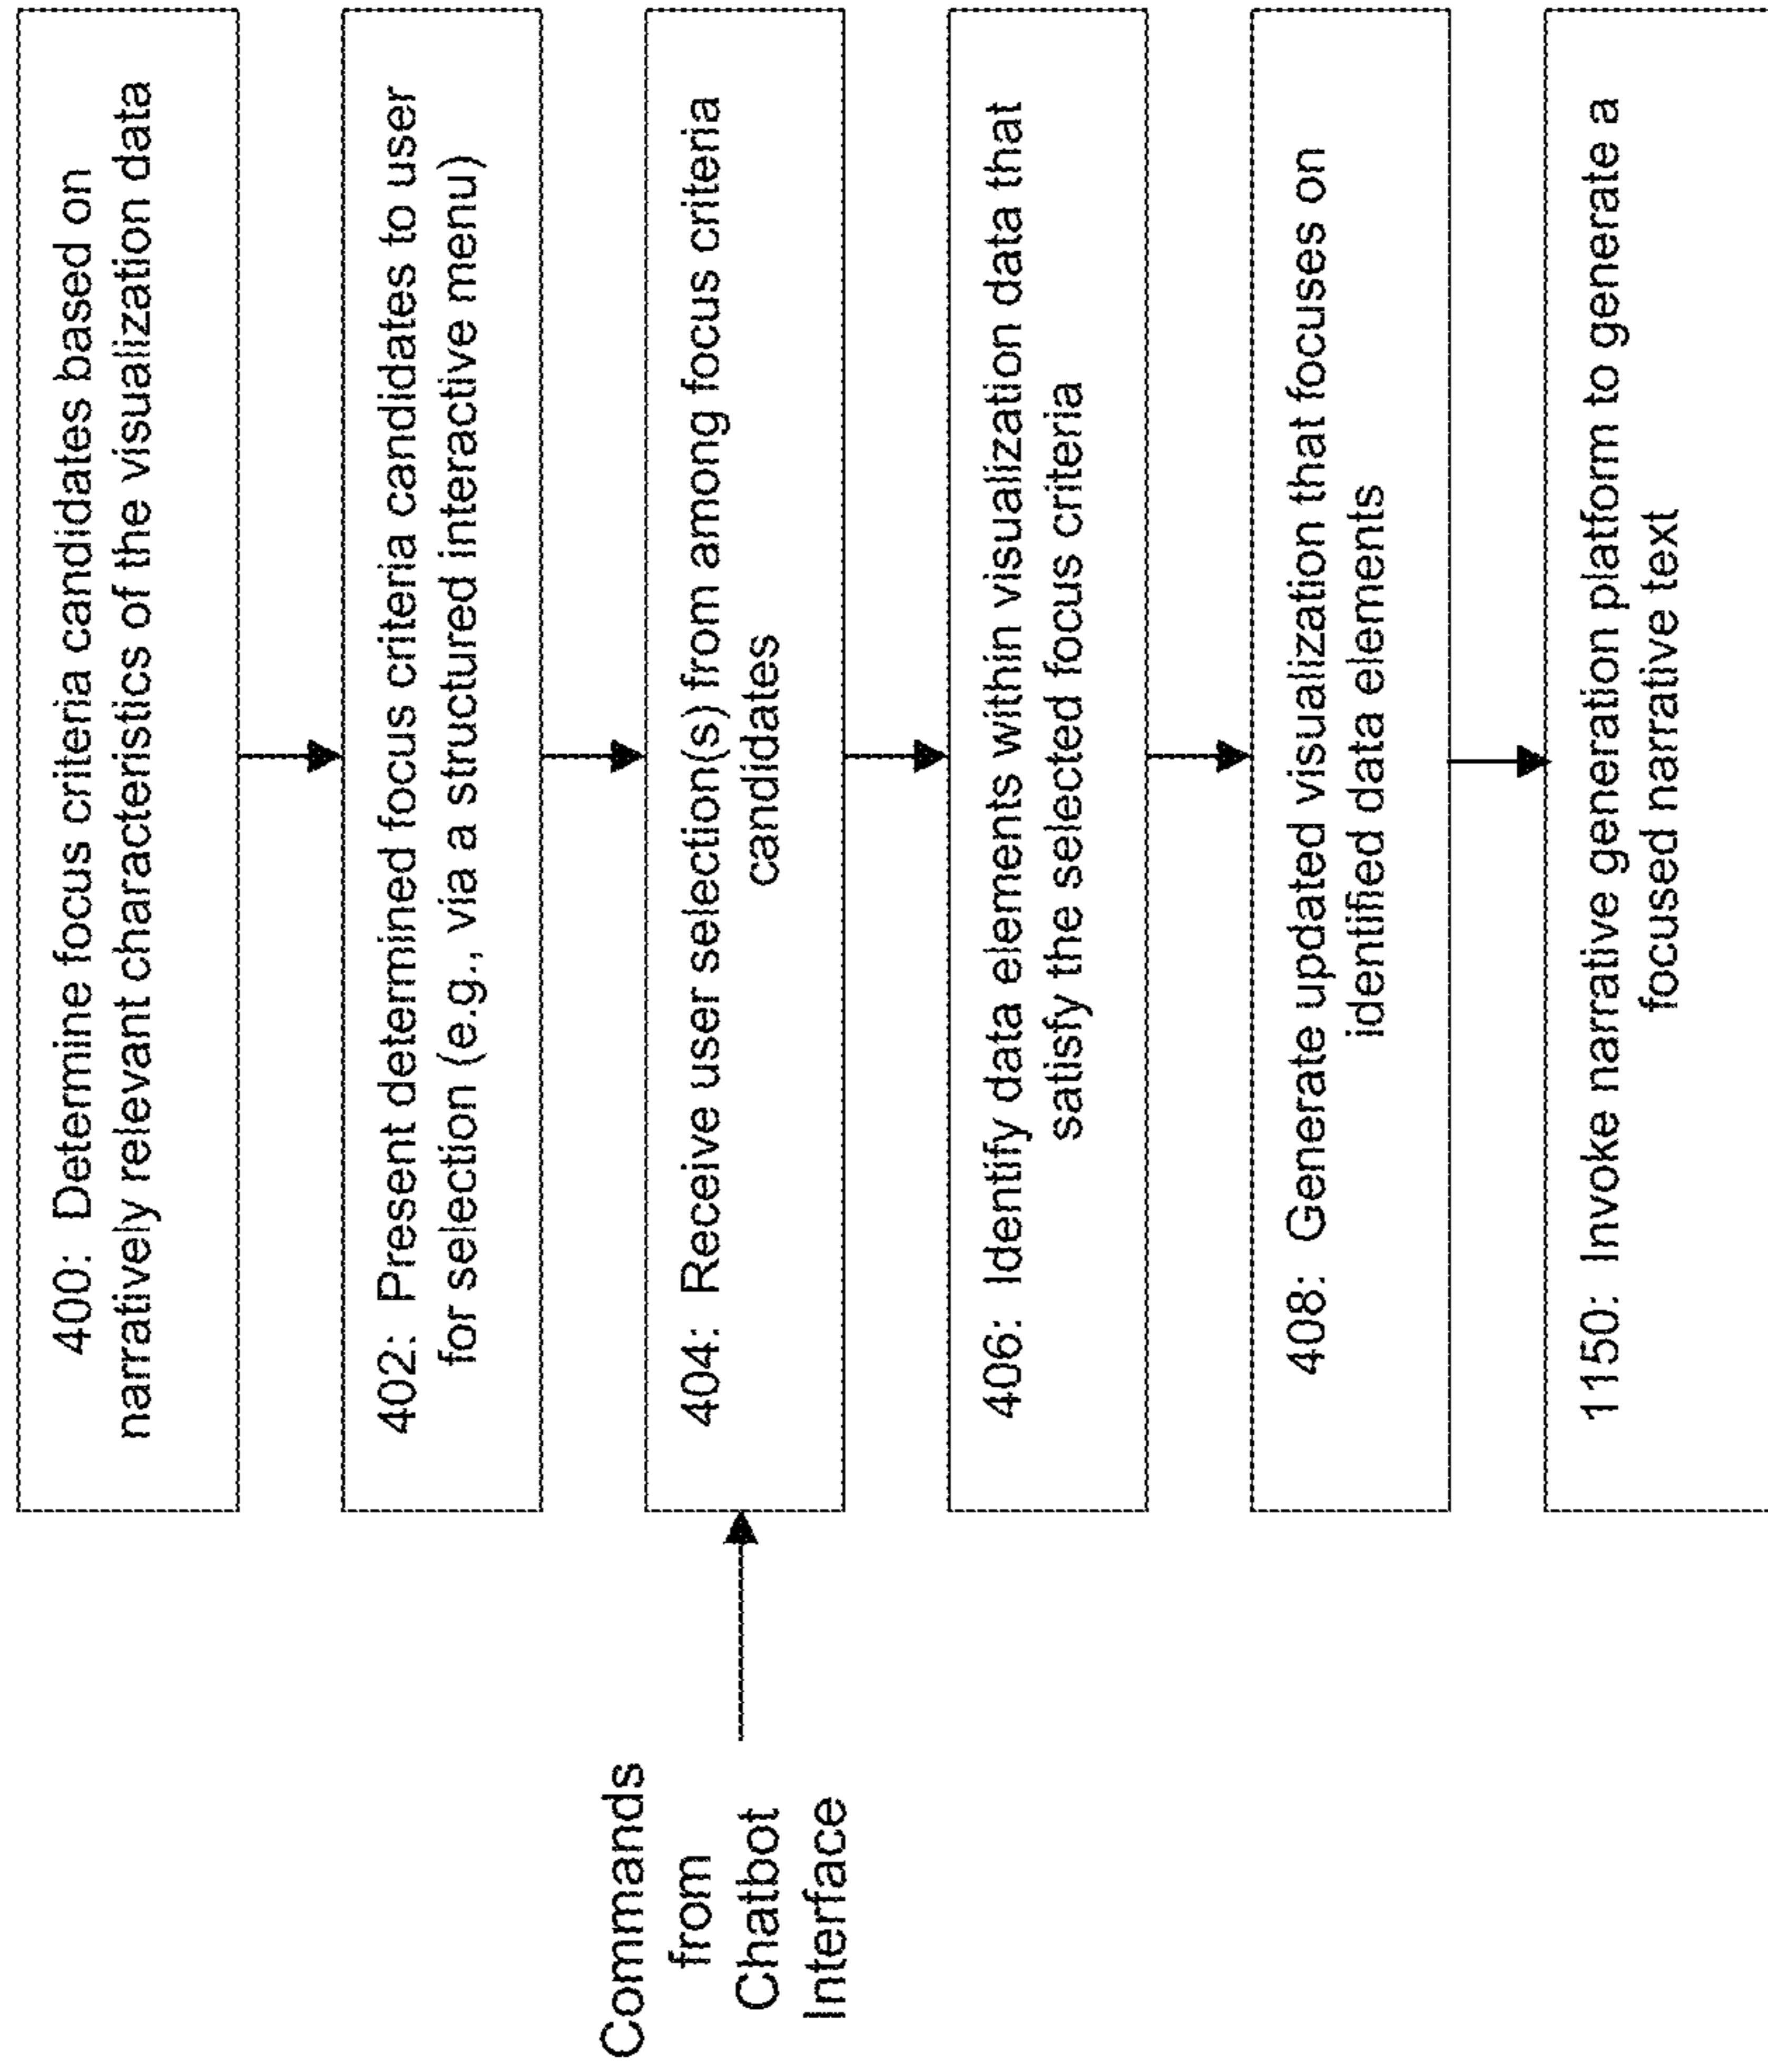 400: Determine focus criteria candidates based on
narratively relevant characteristics of the visualization data
402: Present determined focus criteria candidates to user
for selection (e.g., via a structured interactive menu)
Commands
from
Chatbot
Interface
404: Receive user selection(s) from among focus criteria
candidates
406: Identify data elements within visualization data that
satisfy the selected focus criteria
408: Generate updated visualization that focuses on
identified data elements
1150: Invoke narrative generation platform to generate a
focused narrative text